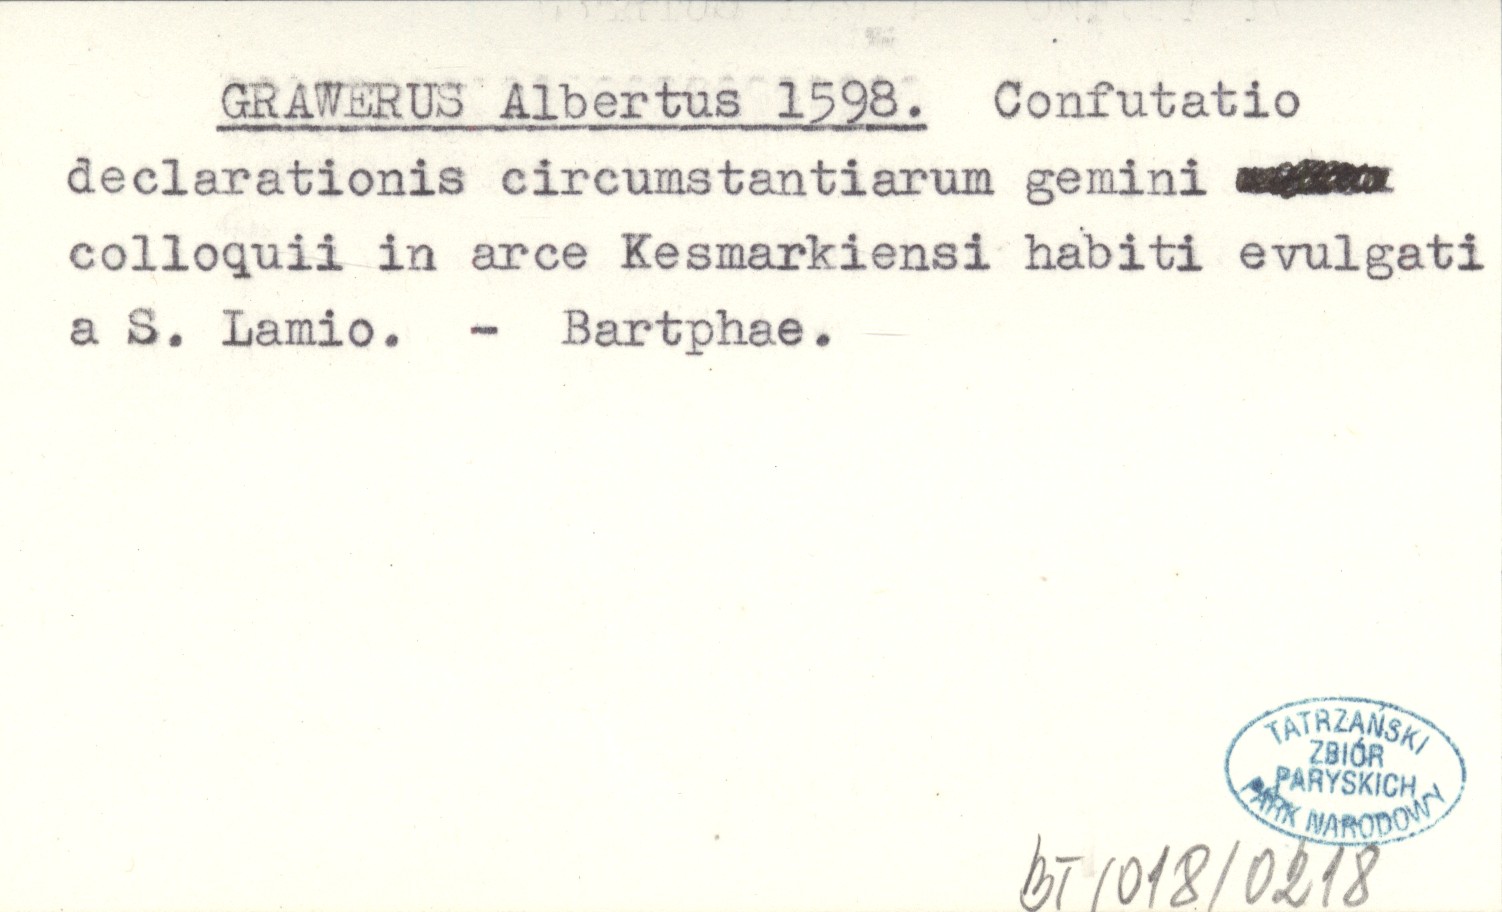 GRAWERUS Albertus 1598. Confutatio
declarationis circumstantiarum gemini
colloquii in arce Kesmarkiensi habiti evulgati
a S. Lamio. - Bartphae.
TATRZAŃSKI
ZBIÓR
PARYSKICH
PARK NARODOWY
BT/018/0218